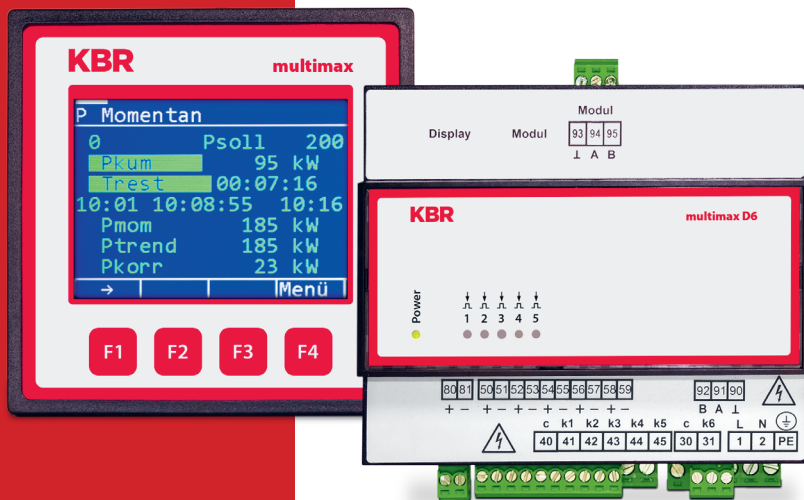 KBR
multimax
P Momentan
0 Psoll 200
Pkum 95 kW
Trest 00:07:16
10:01 10:08:55 10:16
Pmom 185 kW
Ptrend 185 kW
Pkorr 23 kW
→ Menü
F1 F2 F3 F4
Modul
Display Modul 93 94 95
⊥ A B
KBR
multimax D6
Power
1 2 3 4 5
80 81 50 51 52 53 54 55 56 57 58 59 92 91 90
+ − + − + − + − + − + − B A ⊥
c k1 k2 k3 k4 k5 c k6 L N
40 41 42 43 44 45 30 31 1 2 PE